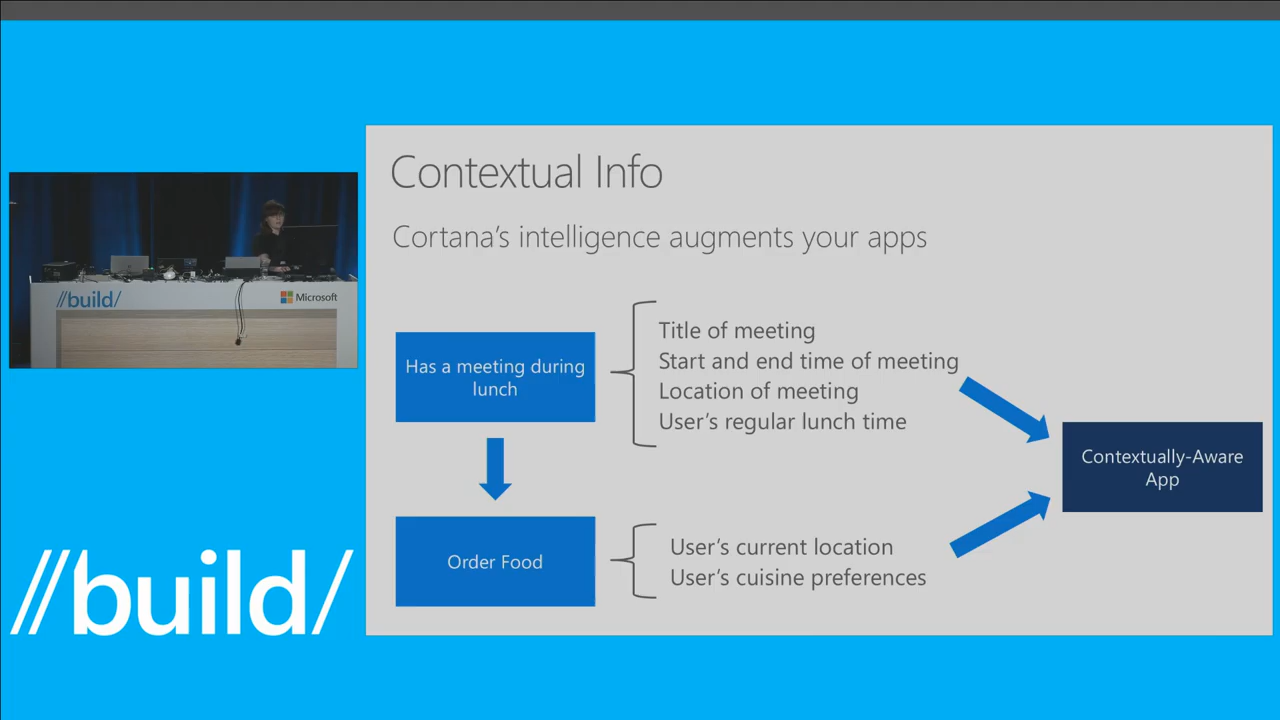 Contextual Info
Cortana's intelligence augments your apps
Has a meeting during
lunch
Title of meeting
Start and end time of meeting
Location of meeting
User's regular lunch time
Contextually-Aware
App
Order Food
User's current location
User's cuisine preferences
//build/
Microsoft
//build/